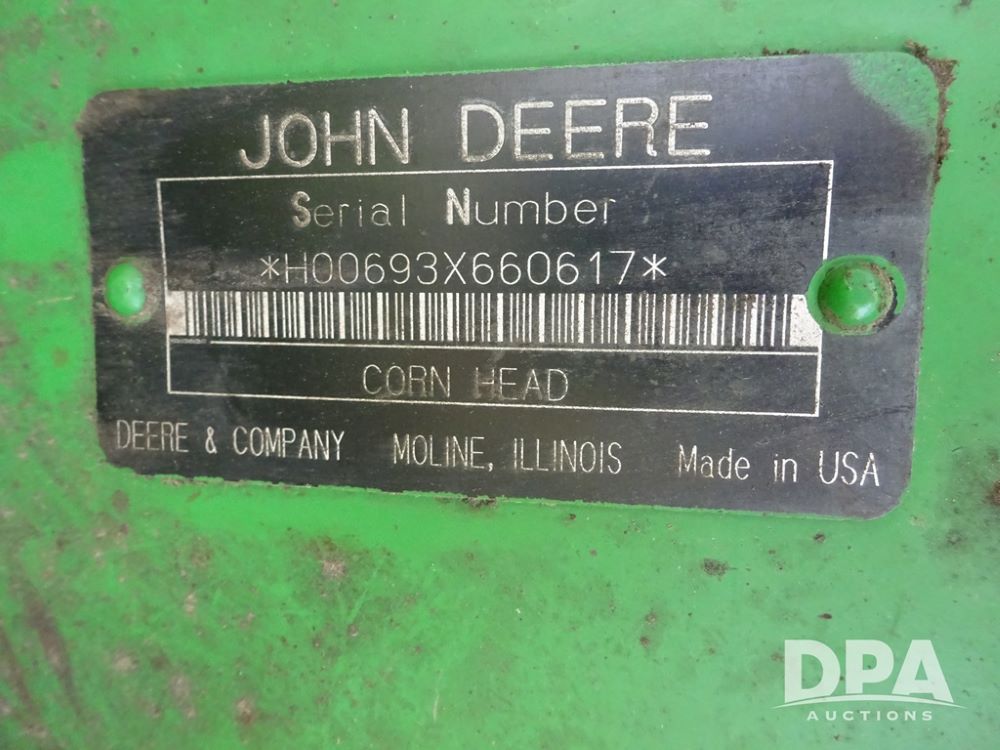 JOHN DEERE
Serial Number
*H00693X660617*
CORN HEAD
DEERE & COMPANY MOLINE, ILLINOIS Made in USA
DPA
AUCTIONS